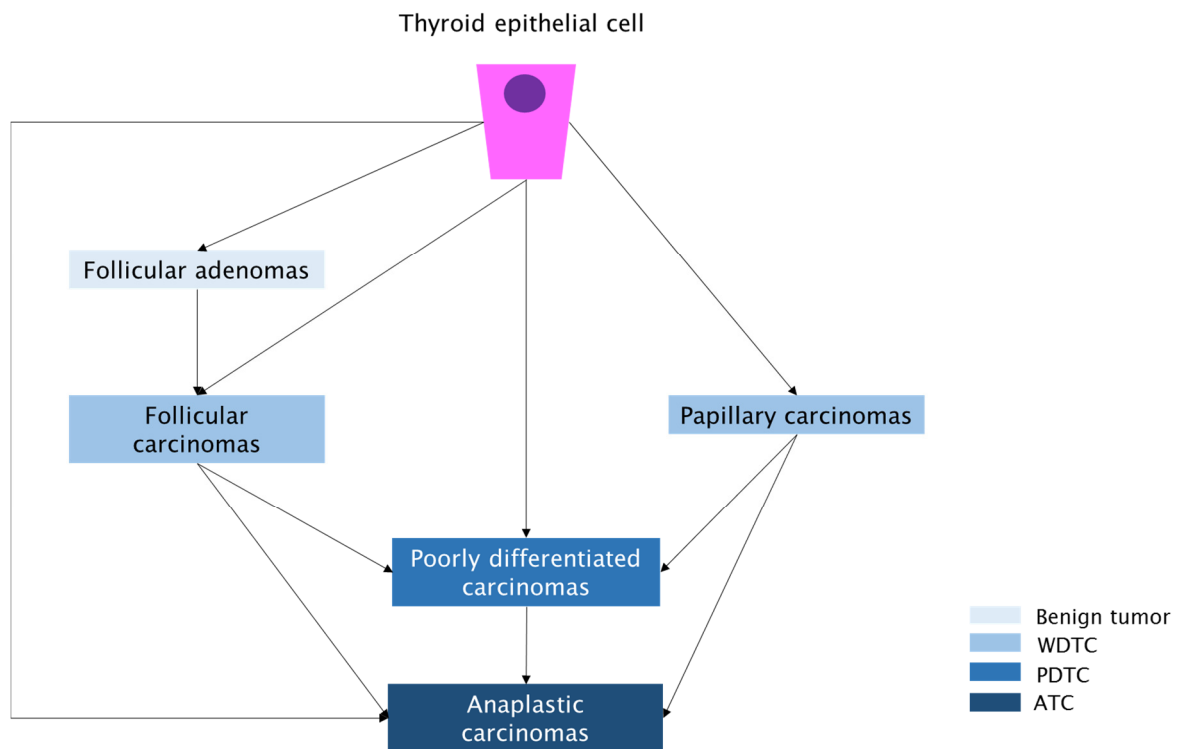 Thyroid epithelial cell
Follicular adenomas
Follicular
carcinomas
Papillary carcinomas
Poorly differentiated
carcinomas
Anaplastic
carcinomas
Benign tumor
WDTC
PDTC
ATC